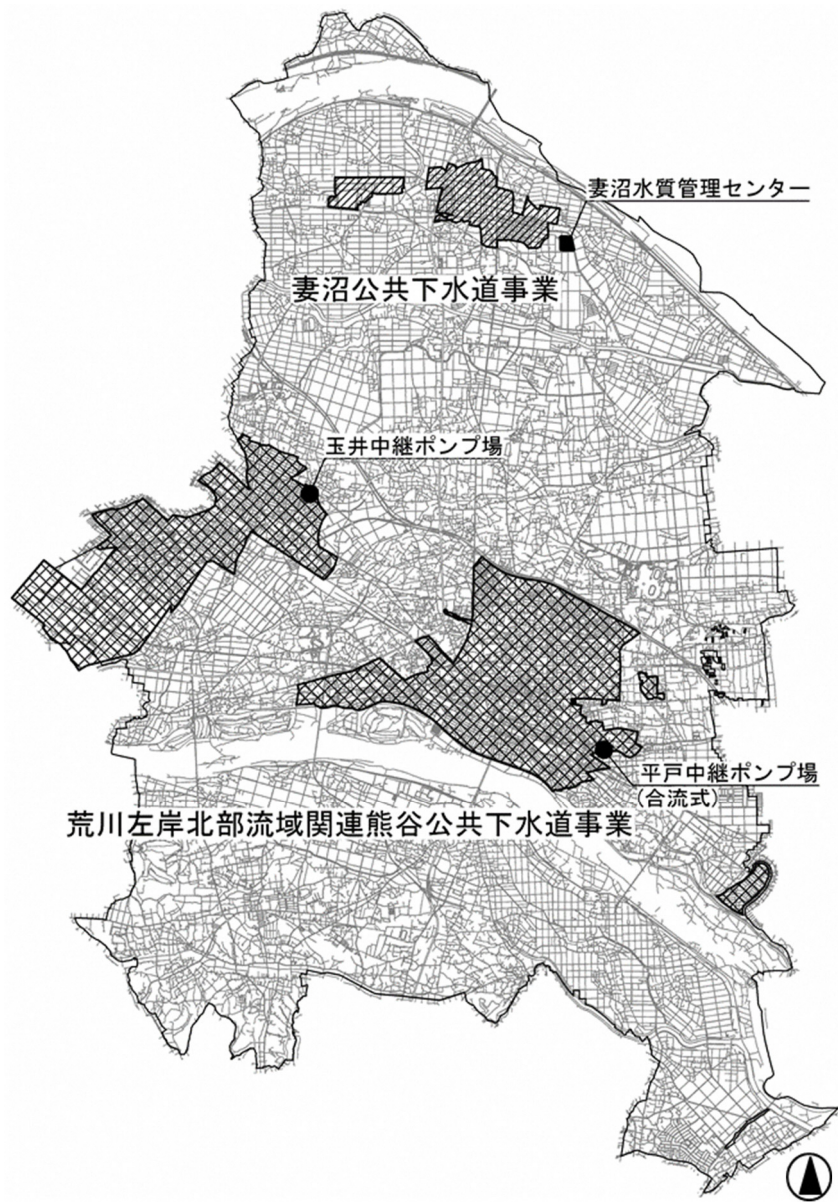 妻沼水質管理センター
妻沼公共下水道事業
玉井中継ポンプ場
平戸中継ポンプ場
(合流式)
荒川左岸北部流域関連熊谷公共下水道事業